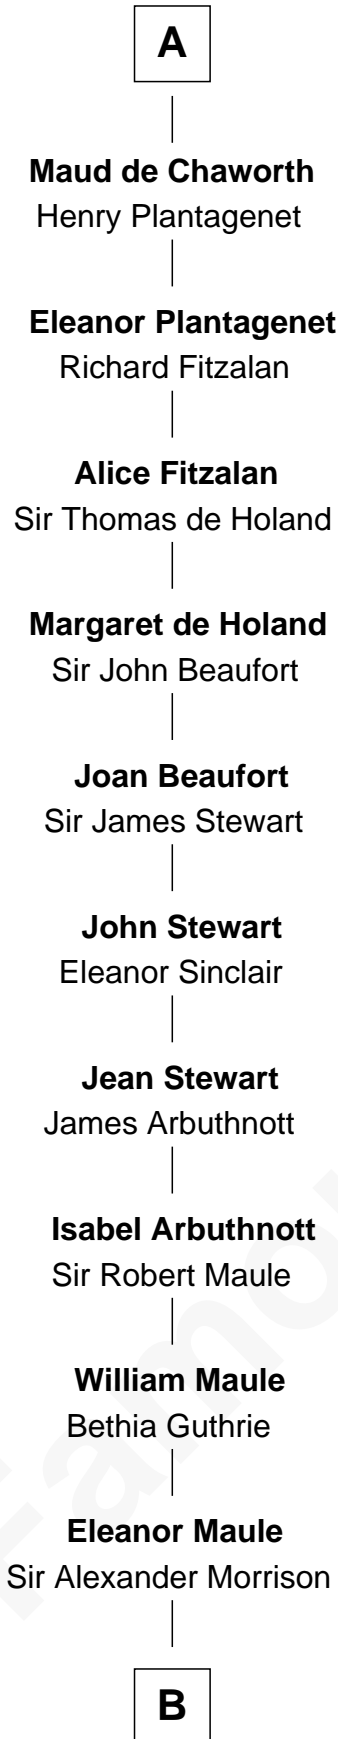 A
Maud de Chaworth
Henry Plantagenet
Eleanor Plantagenet
Richard Fitzalan
Alice Fitzalan
Sir Thomas de Holand
Margaret de Holand
Sir John Beaufort
Joan Beaufort
Sir James Stewart
John Stewart
Eleanor Sinclair
Jean Stewart
James Arbuthnott
Isabel Arbuthnott
Sir Robert Maule
William Maule
Bethia Guthrie
Eleanor Maule
Sir Alexander Morrison
B